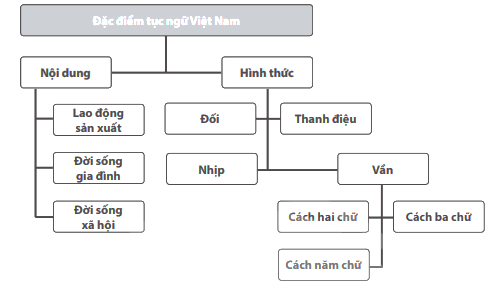 Đặc điểm tục ngữ Việt Nam
Nội dung
Hình thức
Lao động
sản xuất
Đối
Thanh điệu
Đời sống
gia đình
Nhịp
Vần
Đời sống
xã hội
Cách hai chữ
Cách ba chữ
Cách năm chữ